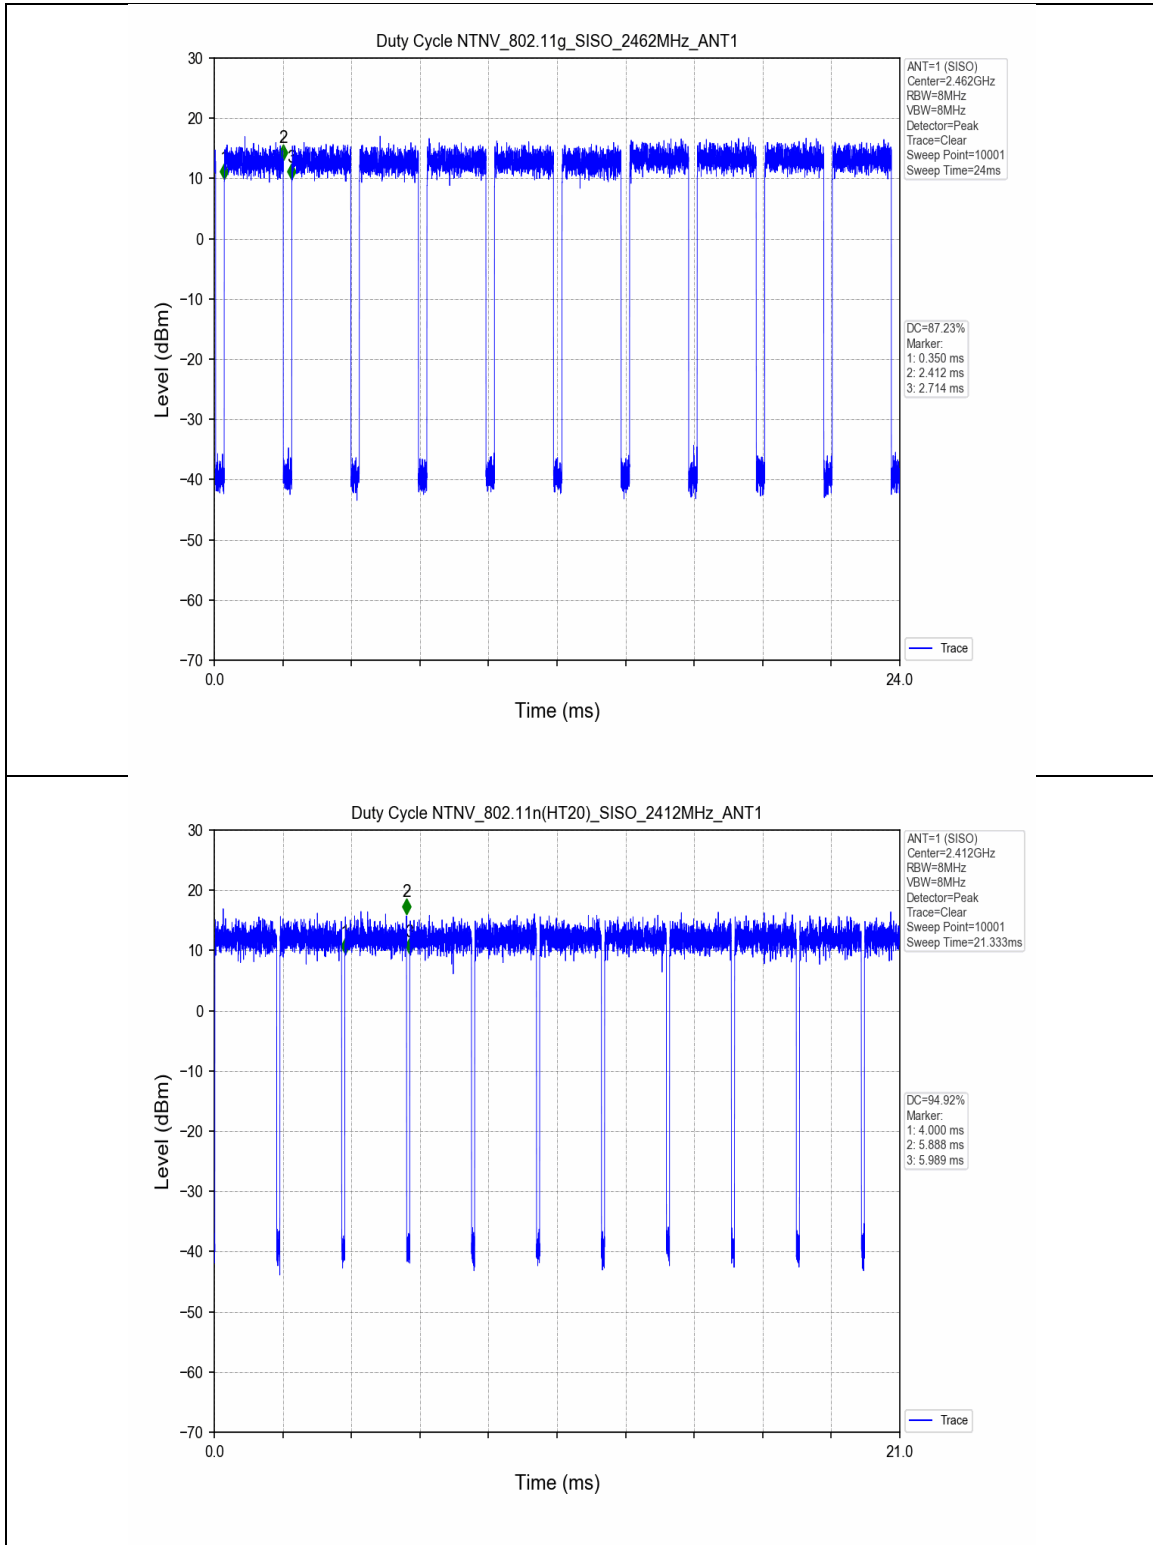 Duty Cycle NTNV_802.11g_SISO_2462MHz_ANT1
30
20
10
0
−10
−20
−30
−40
−50
−60
−70
Level (dBm)
2
3
0.0
24.0
Time (ms)
ANT=1 (SISO)
Center=2.462GHz
RBW=8MHz
VBW=8MHz
Detector=Peak
Trace=Clear
Sweep Point=10001
Sweep Time=24ms
DC=87.23%
Marker:
1: 0.350 ms
2: 2.412 ms
3: 2.714 ms
Trace
Duty Cycle NTNV_802.11n(HT20)_SISO_2412MHz_ANT1
30
20
10
0
−10
−20
−30
−40
−50
−60
−70
Level (dBm)
2
0.0
21.0
Time (ms)
ANT=1 (SISO)
Center=2.412GHz
RBW=8MHz
VBW=8MHz
Detector=Peak
Trace=Clear
Sweep Point=10001
Sweep Time=21.333ms
DC=94.92%
Marker:
1: 4.000 ms
2: 5.888 ms
3: 5.989 ms
Trace